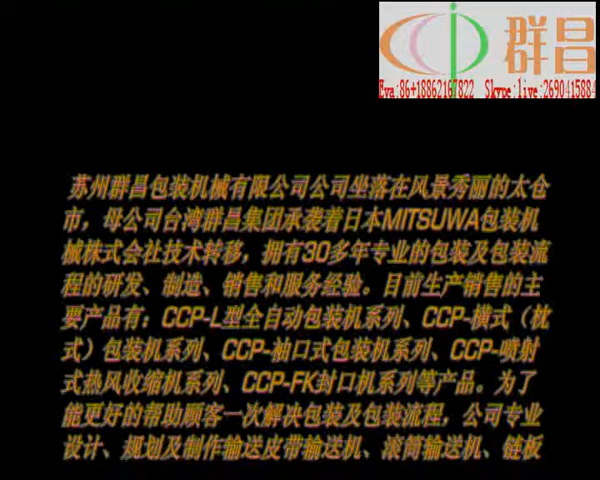 群昌
Eva:86+18862167822 Skype:live:2690415884
苏州群昌包装机械有限公司公司坐落在风景秀丽的太仓
市，母公司台湾群昌集团承袭着日本MITSUWA包装机
械株式会社技术转移，拥有30多年专业的包装及包装流
程的研发、制造、销售和服务经验。目前生产销售的主
要产品有：CCP-L型全自动包装机系列、CCP-横式（枕
式）包装机系列、CCP-袖口式包装机系列、CCP-喷射
式热风收缩机系列、CCP-FK封口机系列等产品。为了
能更好的帮助顾客一次解决包装及包装流程，公司专业
设计、规划及制作输送皮带输送机、滚筒输送机、链板